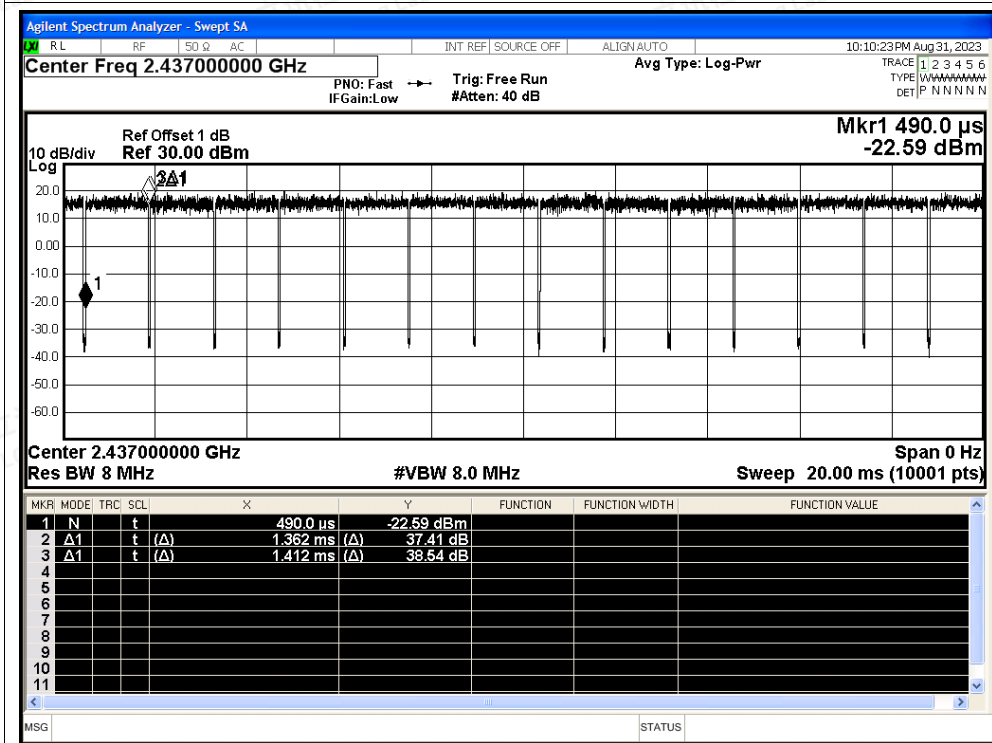 Agilent Spectrum Analyzer - Swept SA
LXI RL RF 50 Ω AC INT REF SOURCE OFF ALIGN AUTO 10:10:23 PM Aug 31, 2023
Center Freq 2.437000000 GHz Avg Type: Log-Pwr TRACE 1 2 3 4 5 6
PNO: Fast Trig: Free Run TYPE
IFGain:Low #Atten: 40 dB DET P N N N N N
Mkr1 490.0 µs
Ref Offset 1 dB -22.59 dBm
10 dB/div Ref 30.00 dBm
Log
3Δ1
20.0
10.0
0.00
-10.0
1
-20.0
-30.0
-40.0
-50.0
-60.0
Center 2.437000000 GHz Span 0 Hz
Res BW 8 MHz #VBW 8.0 MHz Sweep 20.00 ms (10001 pts)
MKR MODE TRC SCL X Y FUNCTION FUNCTION WIDTH FUNCTION VALUE
1 N t 490.0 µs -22.59 dBm
2 Δ1 t (Δ) 1.362 ms (Δ) 37.41 dB
3 Δ1 t (Δ) 1.412 ms (Δ) 38.54 dB
4
5
6
7
8
9
10
11
MSG STATUS